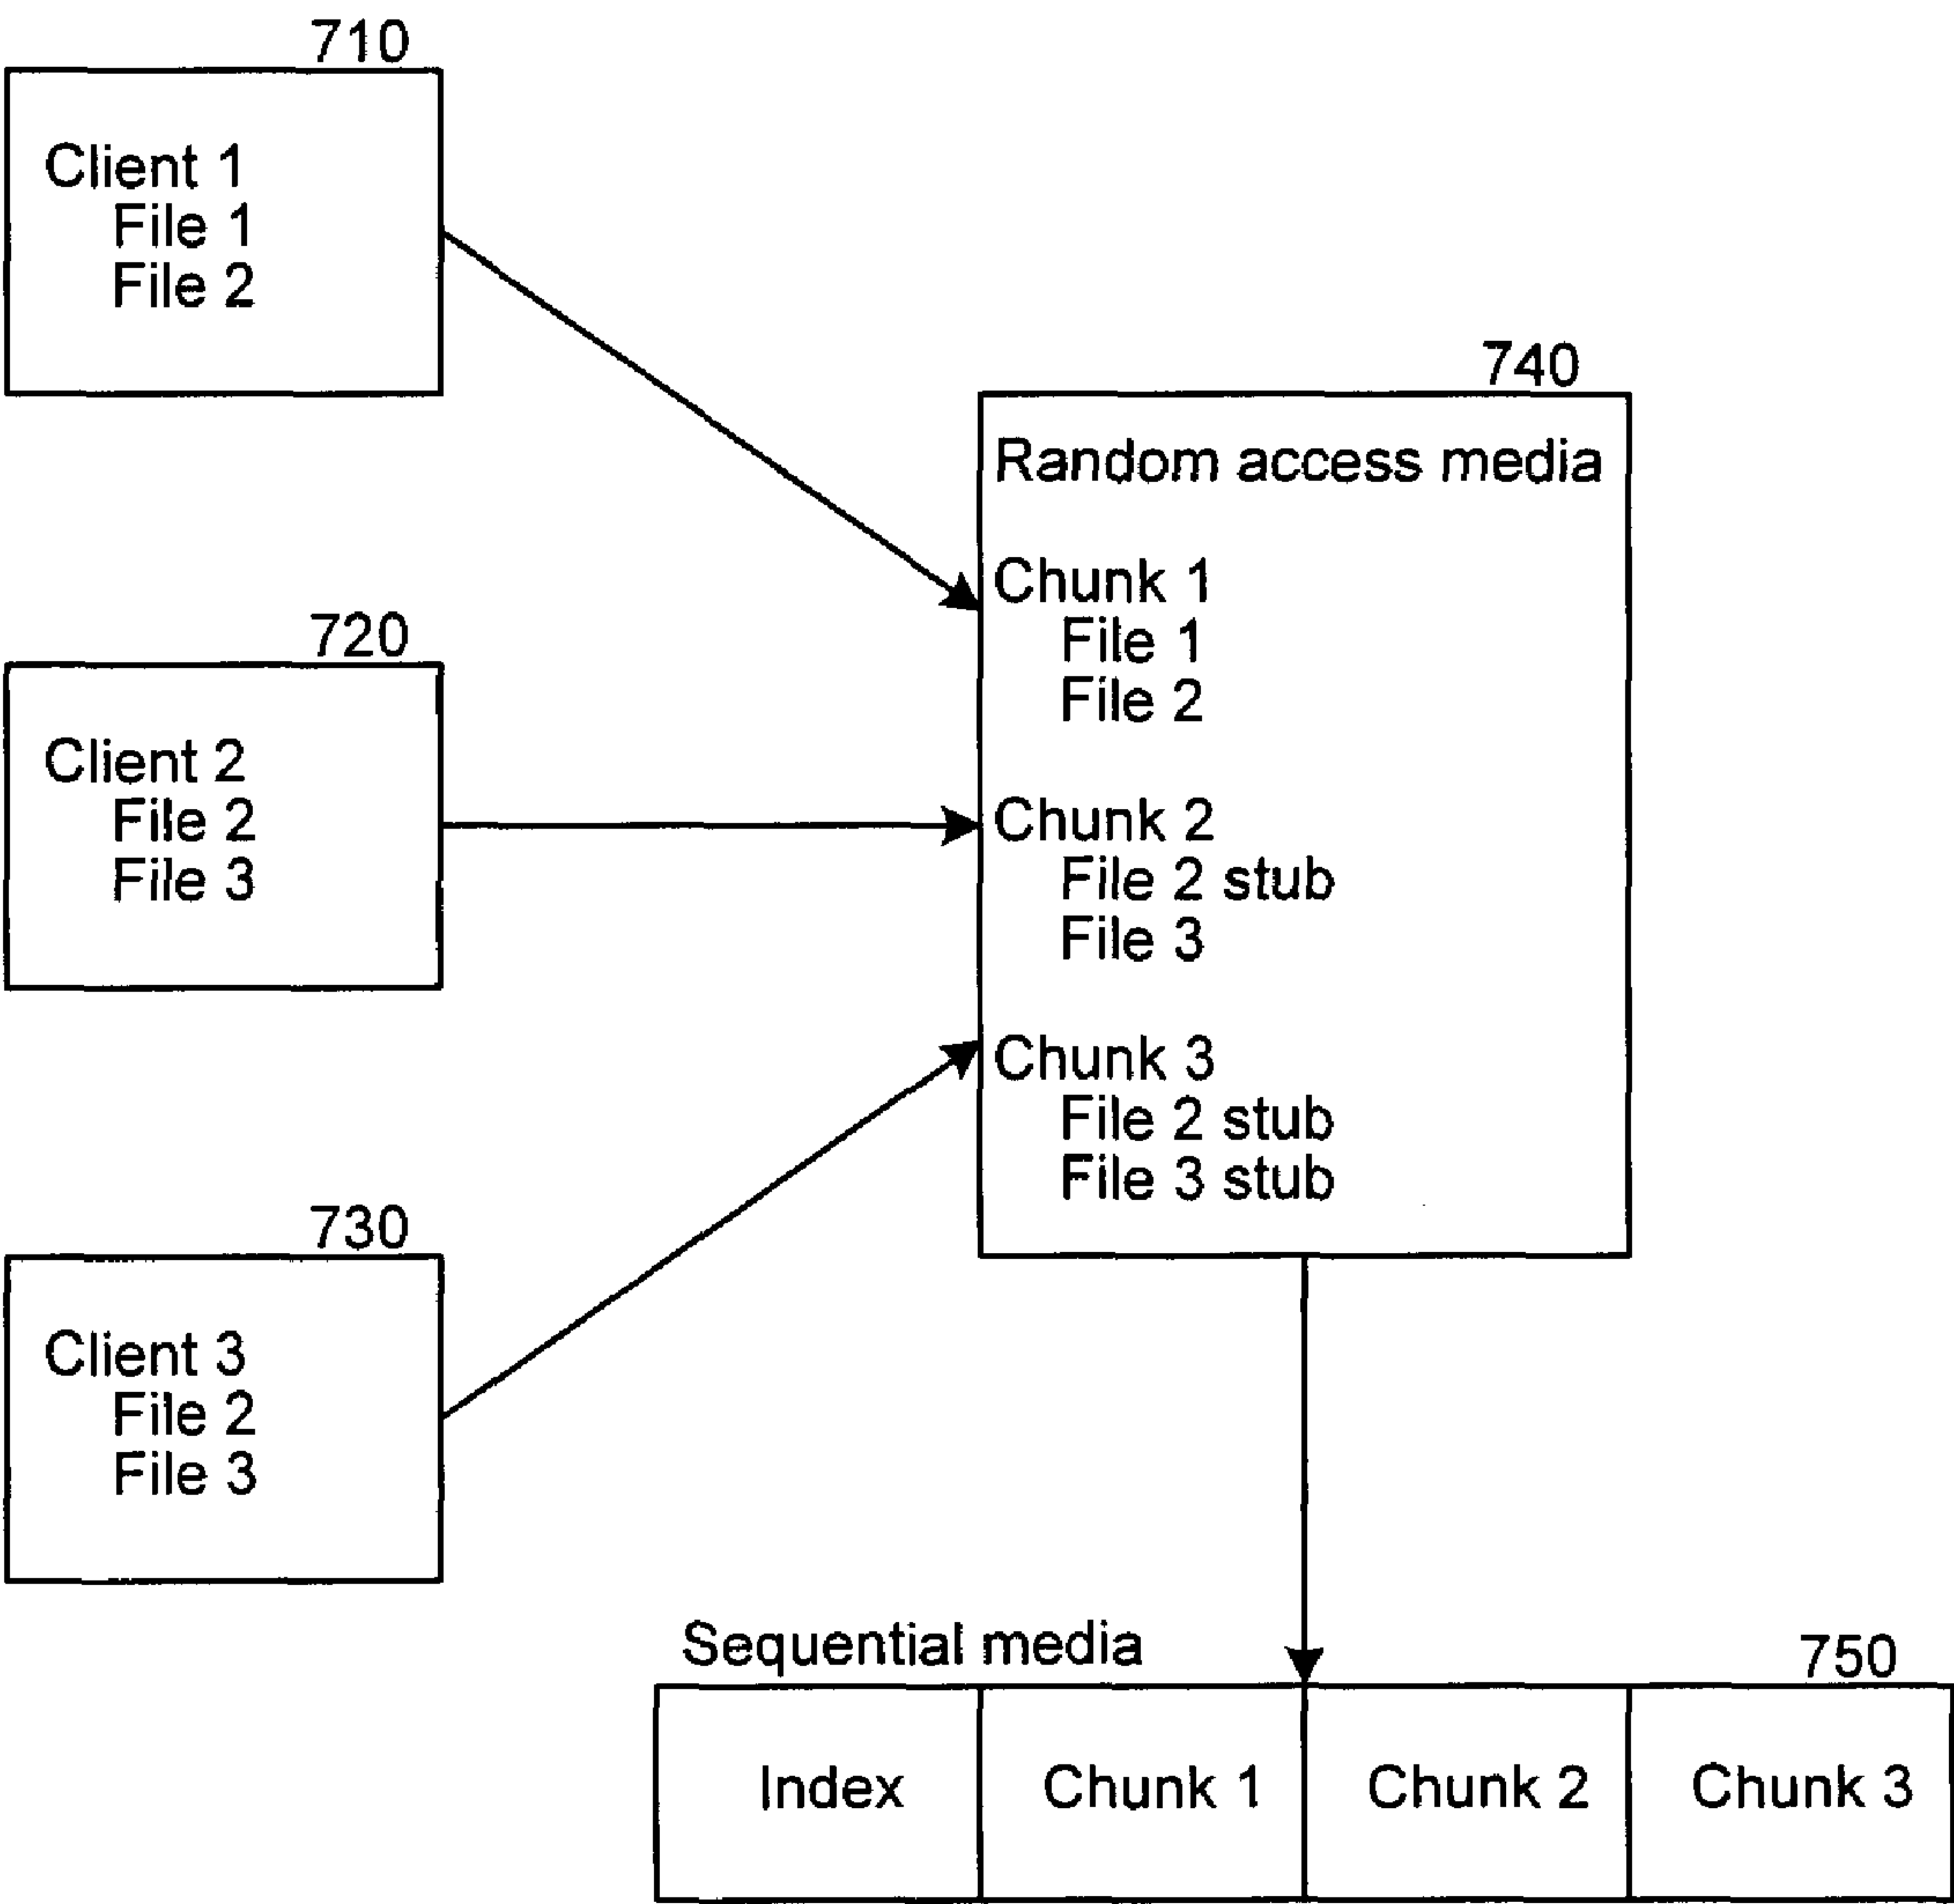 710
Client 1
File 1
File 2
740
Random access media
Chunk 1
File 1
File 2
720
Client 2
File 2
File 3
Chunk 2
File 2 stub
File 3
Chunk 3
File 2 stub
File 3 stub
730
Client 3
File 2
File 3
Sequential media
750
Index
Chunk 1
Chunk 2
Chunk 3